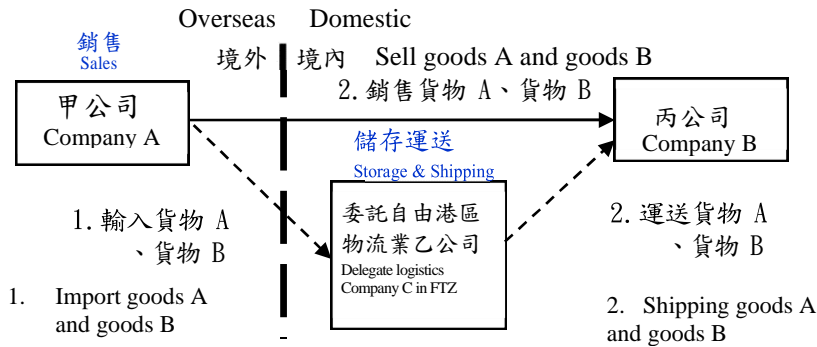 Overseas Domestic
銷售
Sales
境外 境內 Sell goods A and goods B
2.銷售貨物 A、貨物 B
甲公司
Company A
丙公司
Company B
儲存運送
Storage & Shipping
1.輸入貨物 A
、貨物 B
委託自由港區
物流業乙公司
Delegate logistics
Company C in FTZ
2.運送貨物 A
、貨物 B
1. Import goods A
and goods B
2. Shipping goods A
and goods B